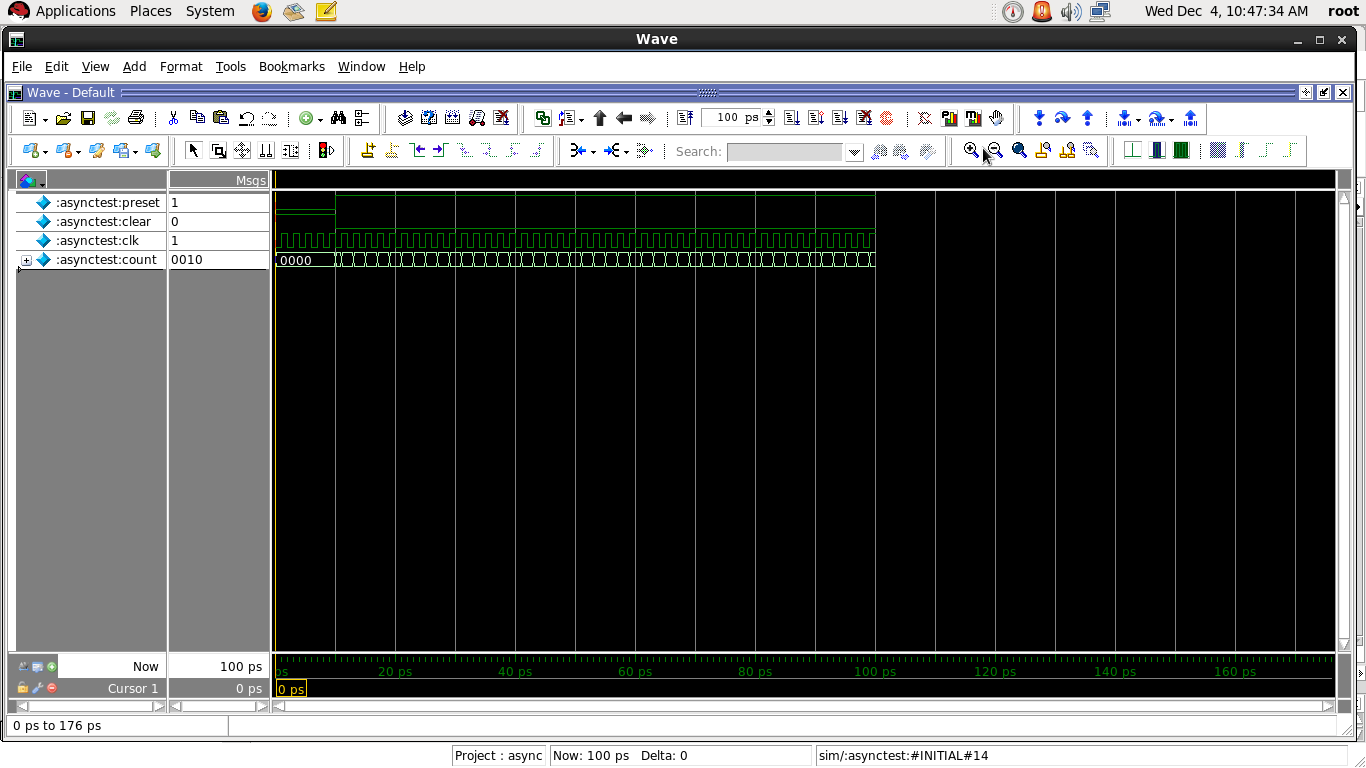 Applications Places System Wed Dec 4, 10:47:34 AM root
Wave
File Edit View Add Format Tools Bookmarks Window Help
Wave - Default
100 ps
Search:
Msgs
:asynctest:preset 1
:asynctest:clear 0
:asynctest:clk 1
:asynctest:count 0010 0000
Now 100 ps ps 20 ps 40 ps 60 ps 80 ps 100 ps 120 ps 140 ps 160 ps
Cursor 1 0 ps 0 ps
0 ps to 176 ps
Project : async Now: 100 ps Delta: 0 sim/:asynctest:#INITIAL#14